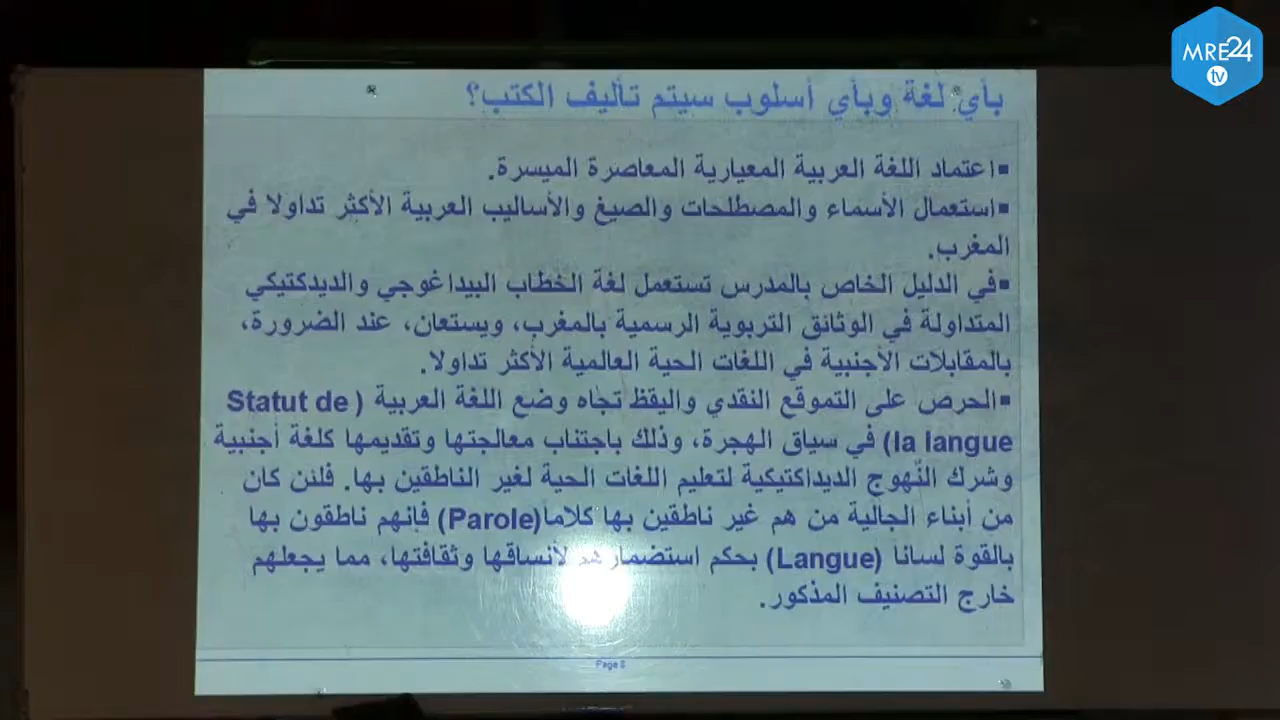 MRE24
tv
بأي لغة وبأي أسلوب سيتم تأليف الكتب؟
▪اعتماد اللغة العربية المعيارية المعاصرة الميسرة.
▪استعمال الأسماء والمصطلحات والصيغ والأساليب العربية الأكثر تداولا في
المغرب.
▪في الدليل الخاص بالمدرس تستعمل لغة الخطاب البيداغوجي والديدكتيكي
المتداولة في الوثائق التربوية الرسمية بالمغرب، ويستعان، عند الضرورة،
بالمقابلات الأجنبية في اللغات الحية العالمية الأكثر تداولا.
▪الحرص على التموقع النقدي واليقظ تجاه وضع اللغة العربية (Statut de
la langue) في سياق الهجرة، وذلك باجتناب معالجتها وتقديمها كلغة أجنبية
وشرك النّهوج الديداكتيكية لتعليم اللغات الحية لغير الناطقين بها. فلئن كان
من أبناء الجالية من هم غير ناطقين بها كلاما(Parole) فإنهم ناطقون بها
بالقوة لسانا (Langue) بحكم استضمارهم لأنساقها وثقافتها، مما يجعلهم
خارج التصنيف المذكور.
Page 8